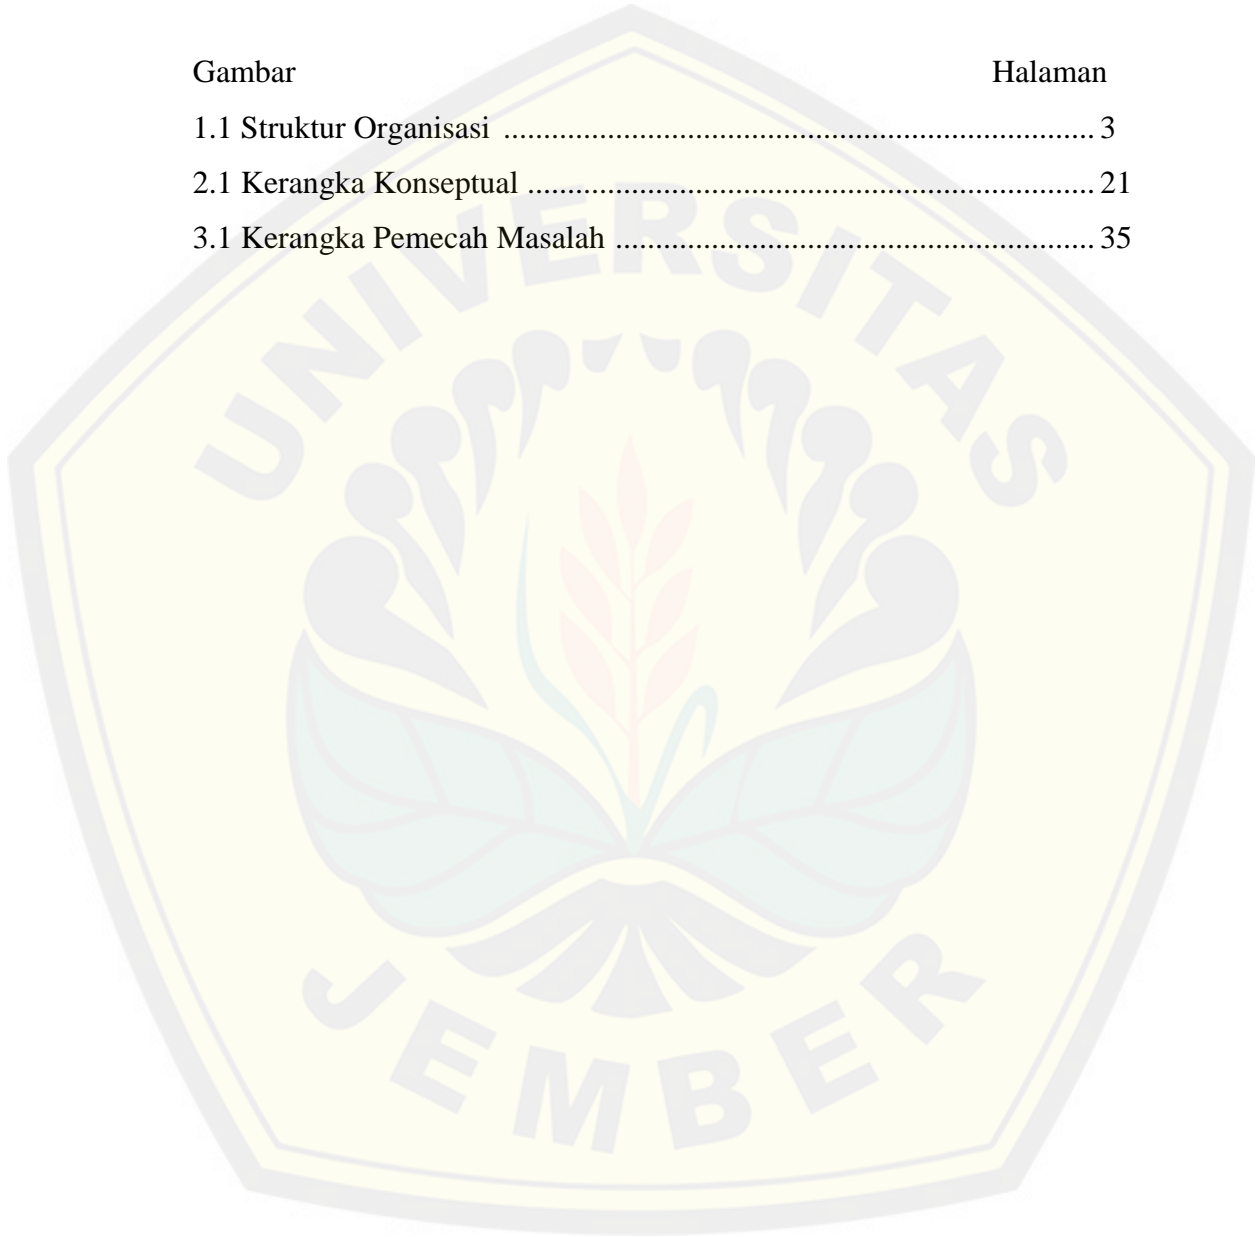 Gambar Halaman
1.1 Struktur Organisasi ........................................................................... 3
2.1 Kerangka Konseptual ........................................................................ 21
3.1 Kerangka Pemecah Masalah ............................................................. 35
UNIVERSITAS
JEMBER